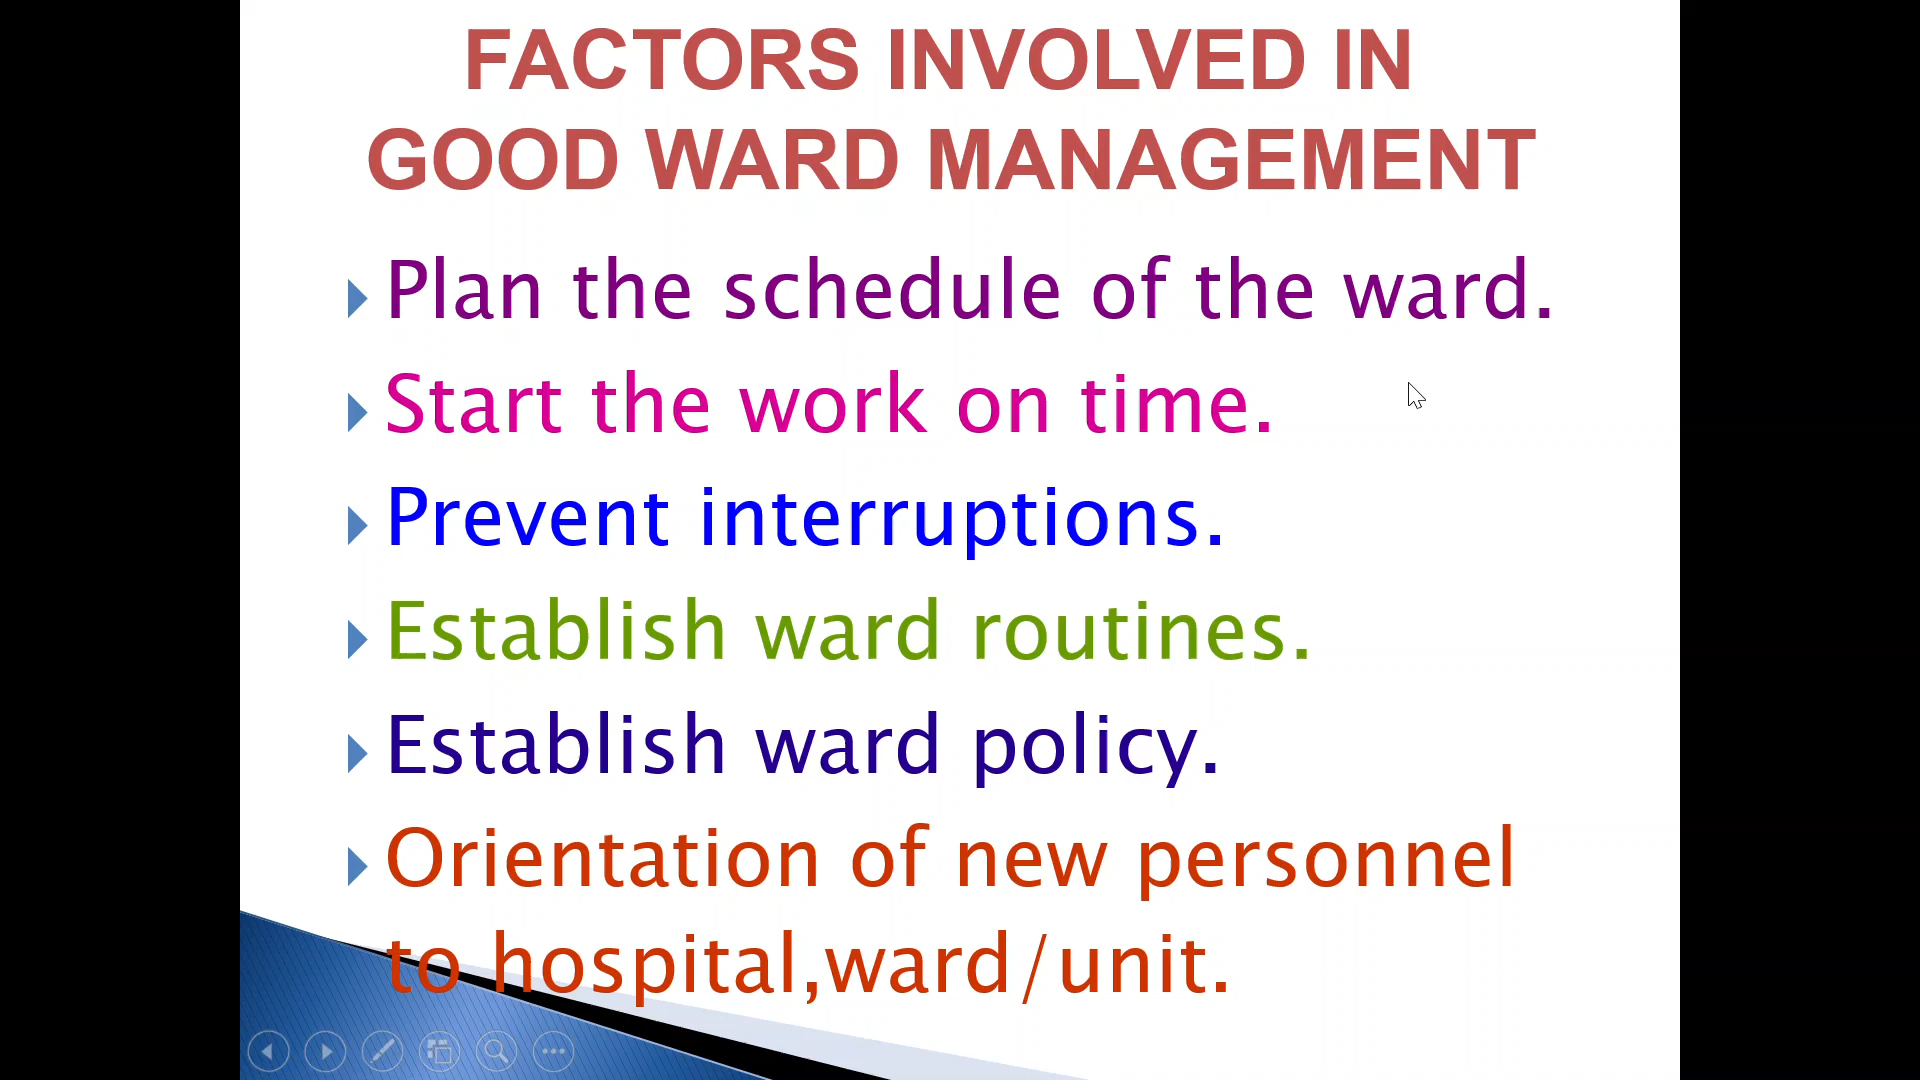 FACTORS INVOLVED IN
GOOD WARD MANAGEMENT
Plan the schedule of the ward.
Start the work on time.
Prevent interruptions.
Establish ward routines.
Establish ward policy.
Orientation of new personnel
to hospital,ward/unit.